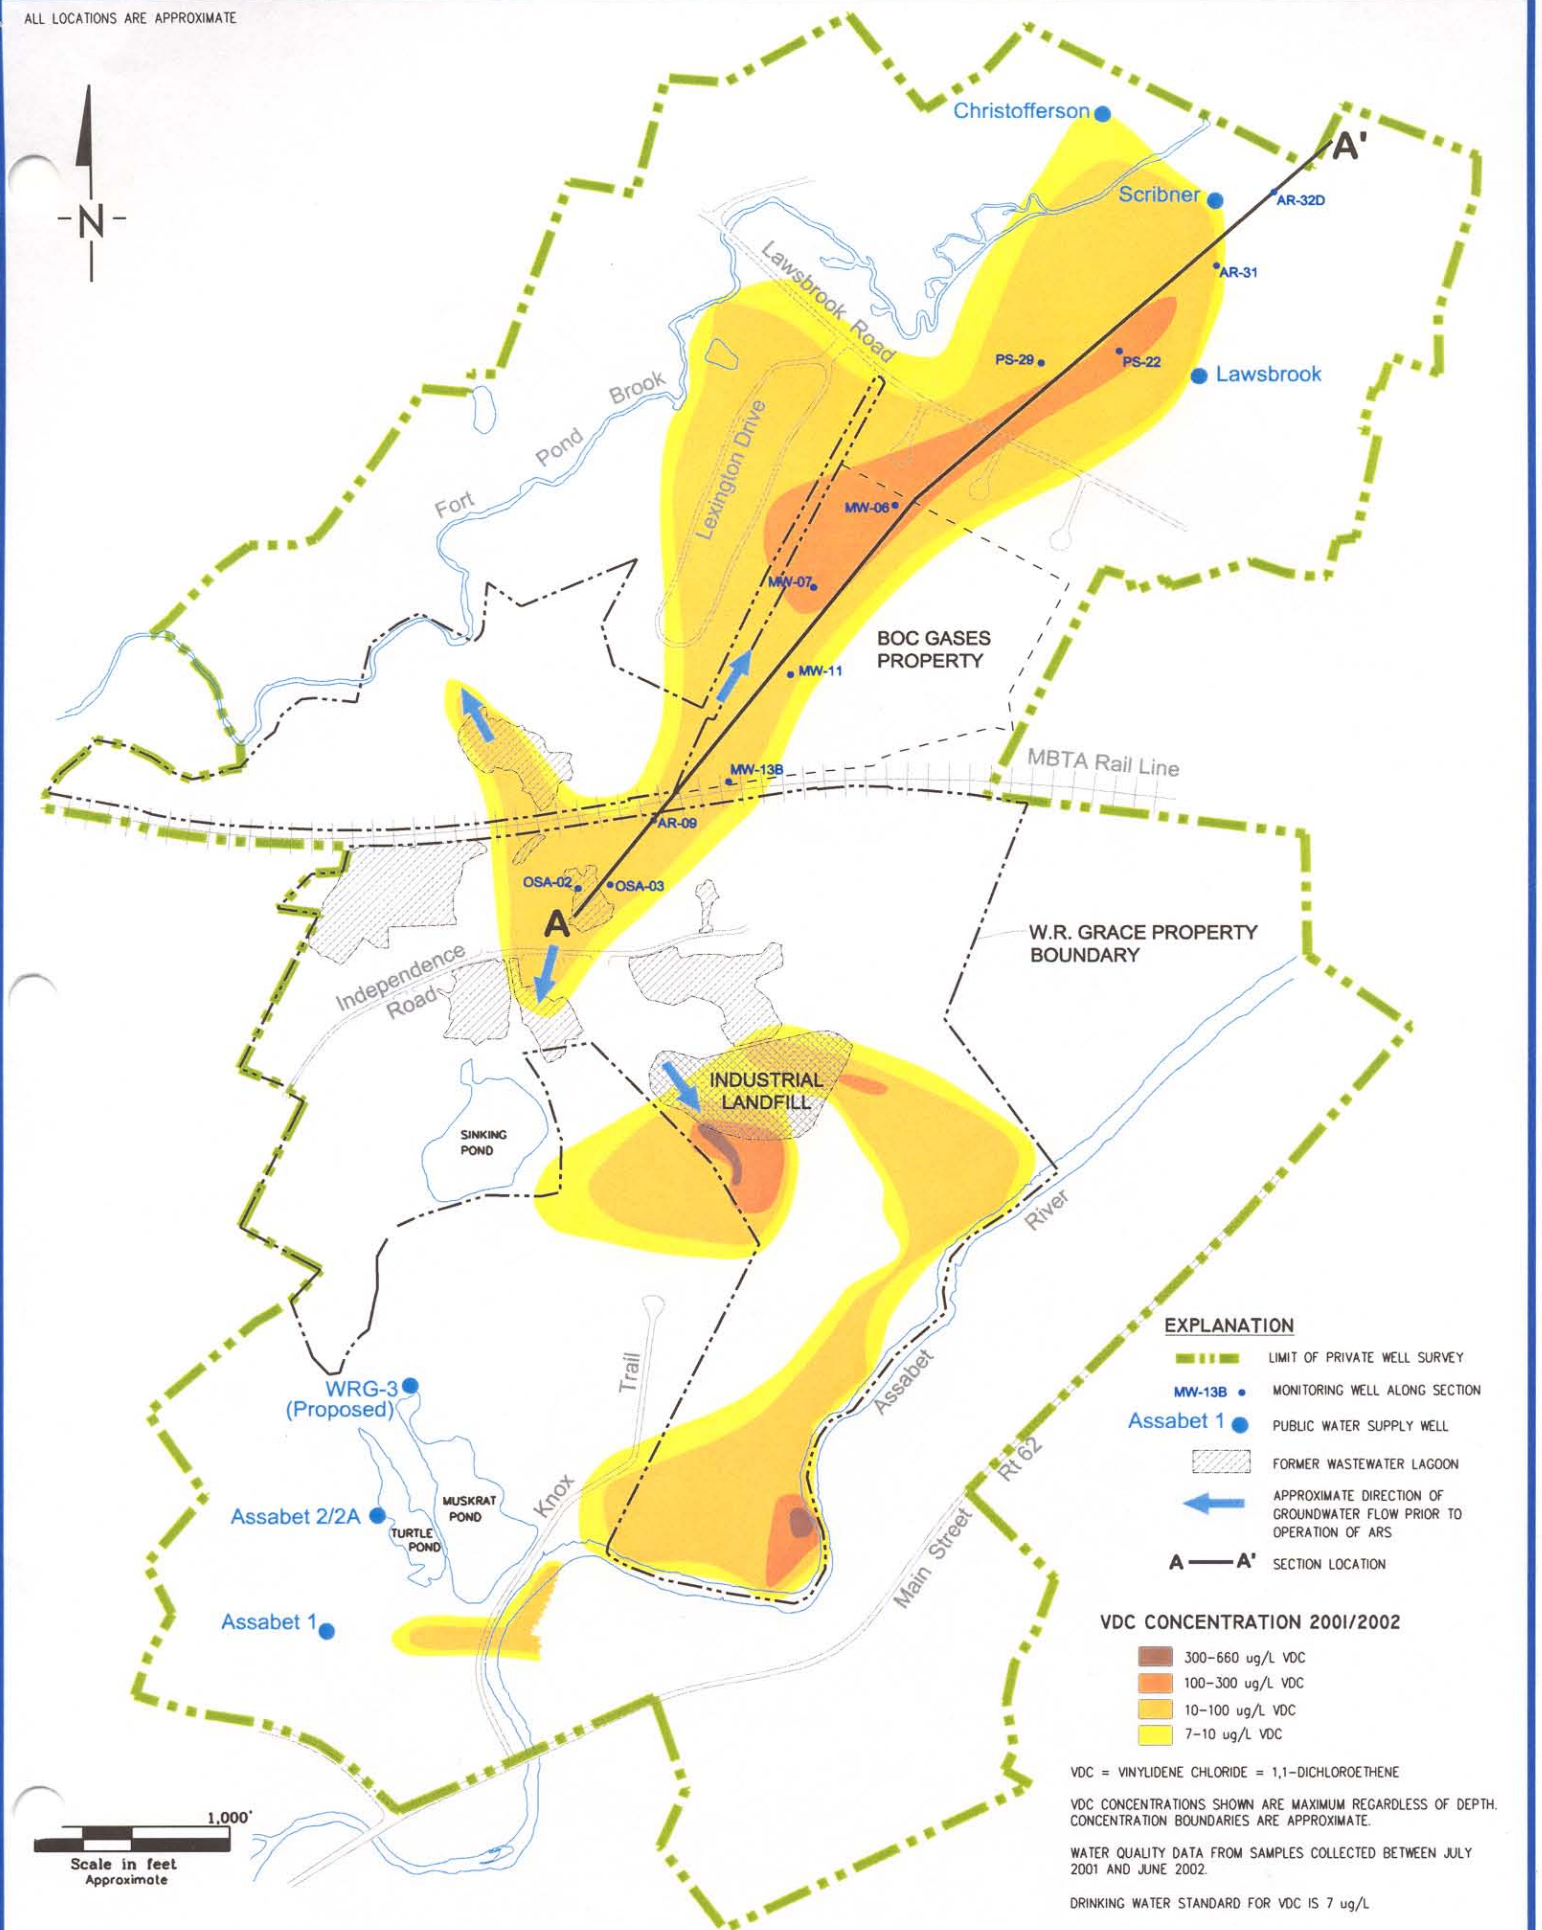 ALL LOCATIONS ARE APPROXIMATE
-N-
Christofferson
A'
Scribner
AR-32D
AR-31
Lawsbrook Road
PS-29
PS-22
Lawsbrook
Fort Pond Brook
Lexington Drive
MW-06
MW-07
BOC GASES
PROPERTY
MW-11
MBTA Rail Line
MW-13B
AR-09
OSA-02
OSA-03
A
W.R. GRACE PROPERTY
BOUNDARY
Independence
Road
INDUSTRIAL
LANDFILL
SINKING
POND
Assabet River
Knox Trail
WRG-3
(Proposed)
Assabet 2/2A
MUSKRAT
POND
TURTLE
POND
Assabet 1
Main Street Rt 62
EXPLANATION
LIMIT OF PRIVATE WELL SURVEY
MW-13B MONITORING WELL ALONG SECTION
Assabet 1 PUBLIC WATER SUPPLY WELL
FORMER WASTEWATER LAGOON
APPROXIMATE DIRECTION OF
GROUNDWATER FLOW PRIOR TO
OPERATION OF ARS
A A' SECTION LOCATION
VDC CONCENTRATION 2001/2002
300-660 ug/L VDC
100-300 ug/L VDC
10-100 ug/L VDC
7-10 ug/L VDC
VDC = VINYLIDENE CHLORIDE = 1,1-DICHLOROETHENE
VDC CONCENTRATIONS SHOWN ARE MAXIMUM REGARDLESS OF DEPTH.
CONCENTRATION BOUNDARIES ARE APPROXIMATE.
WATER QUALITY DATA FROM SAMPLES COLLECTED BETWEEN JULY
2001 AND JUNE 2002.
DRINKING WATER STANDARD FOR VDC IS 7 ug/L
1,000'
Scale in feet
Approximate